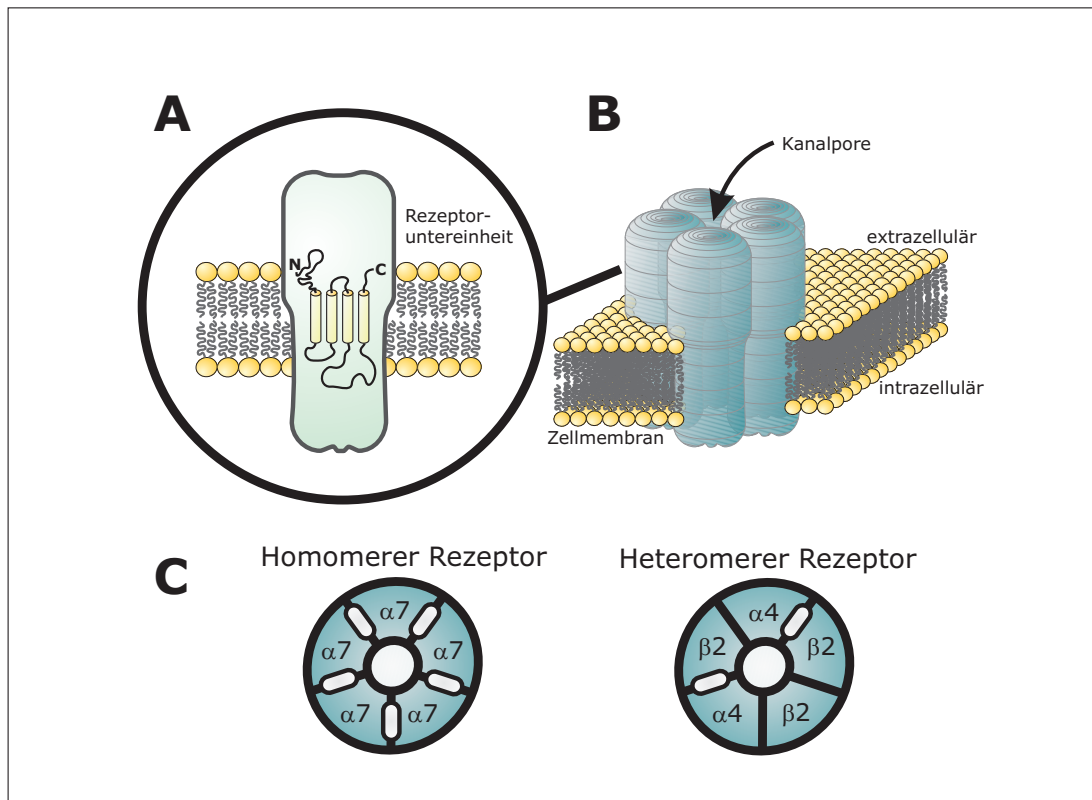 A
B
Kanalpore
Rezeptor-
untereinheit
N
C
extrazellulär
intrazellulär
Zellmembran
C
Homomerer Rezeptor
Heteromerer Rezeptor
α7
α7
α7
α7
α7
α4
β2
β2
α4
β2